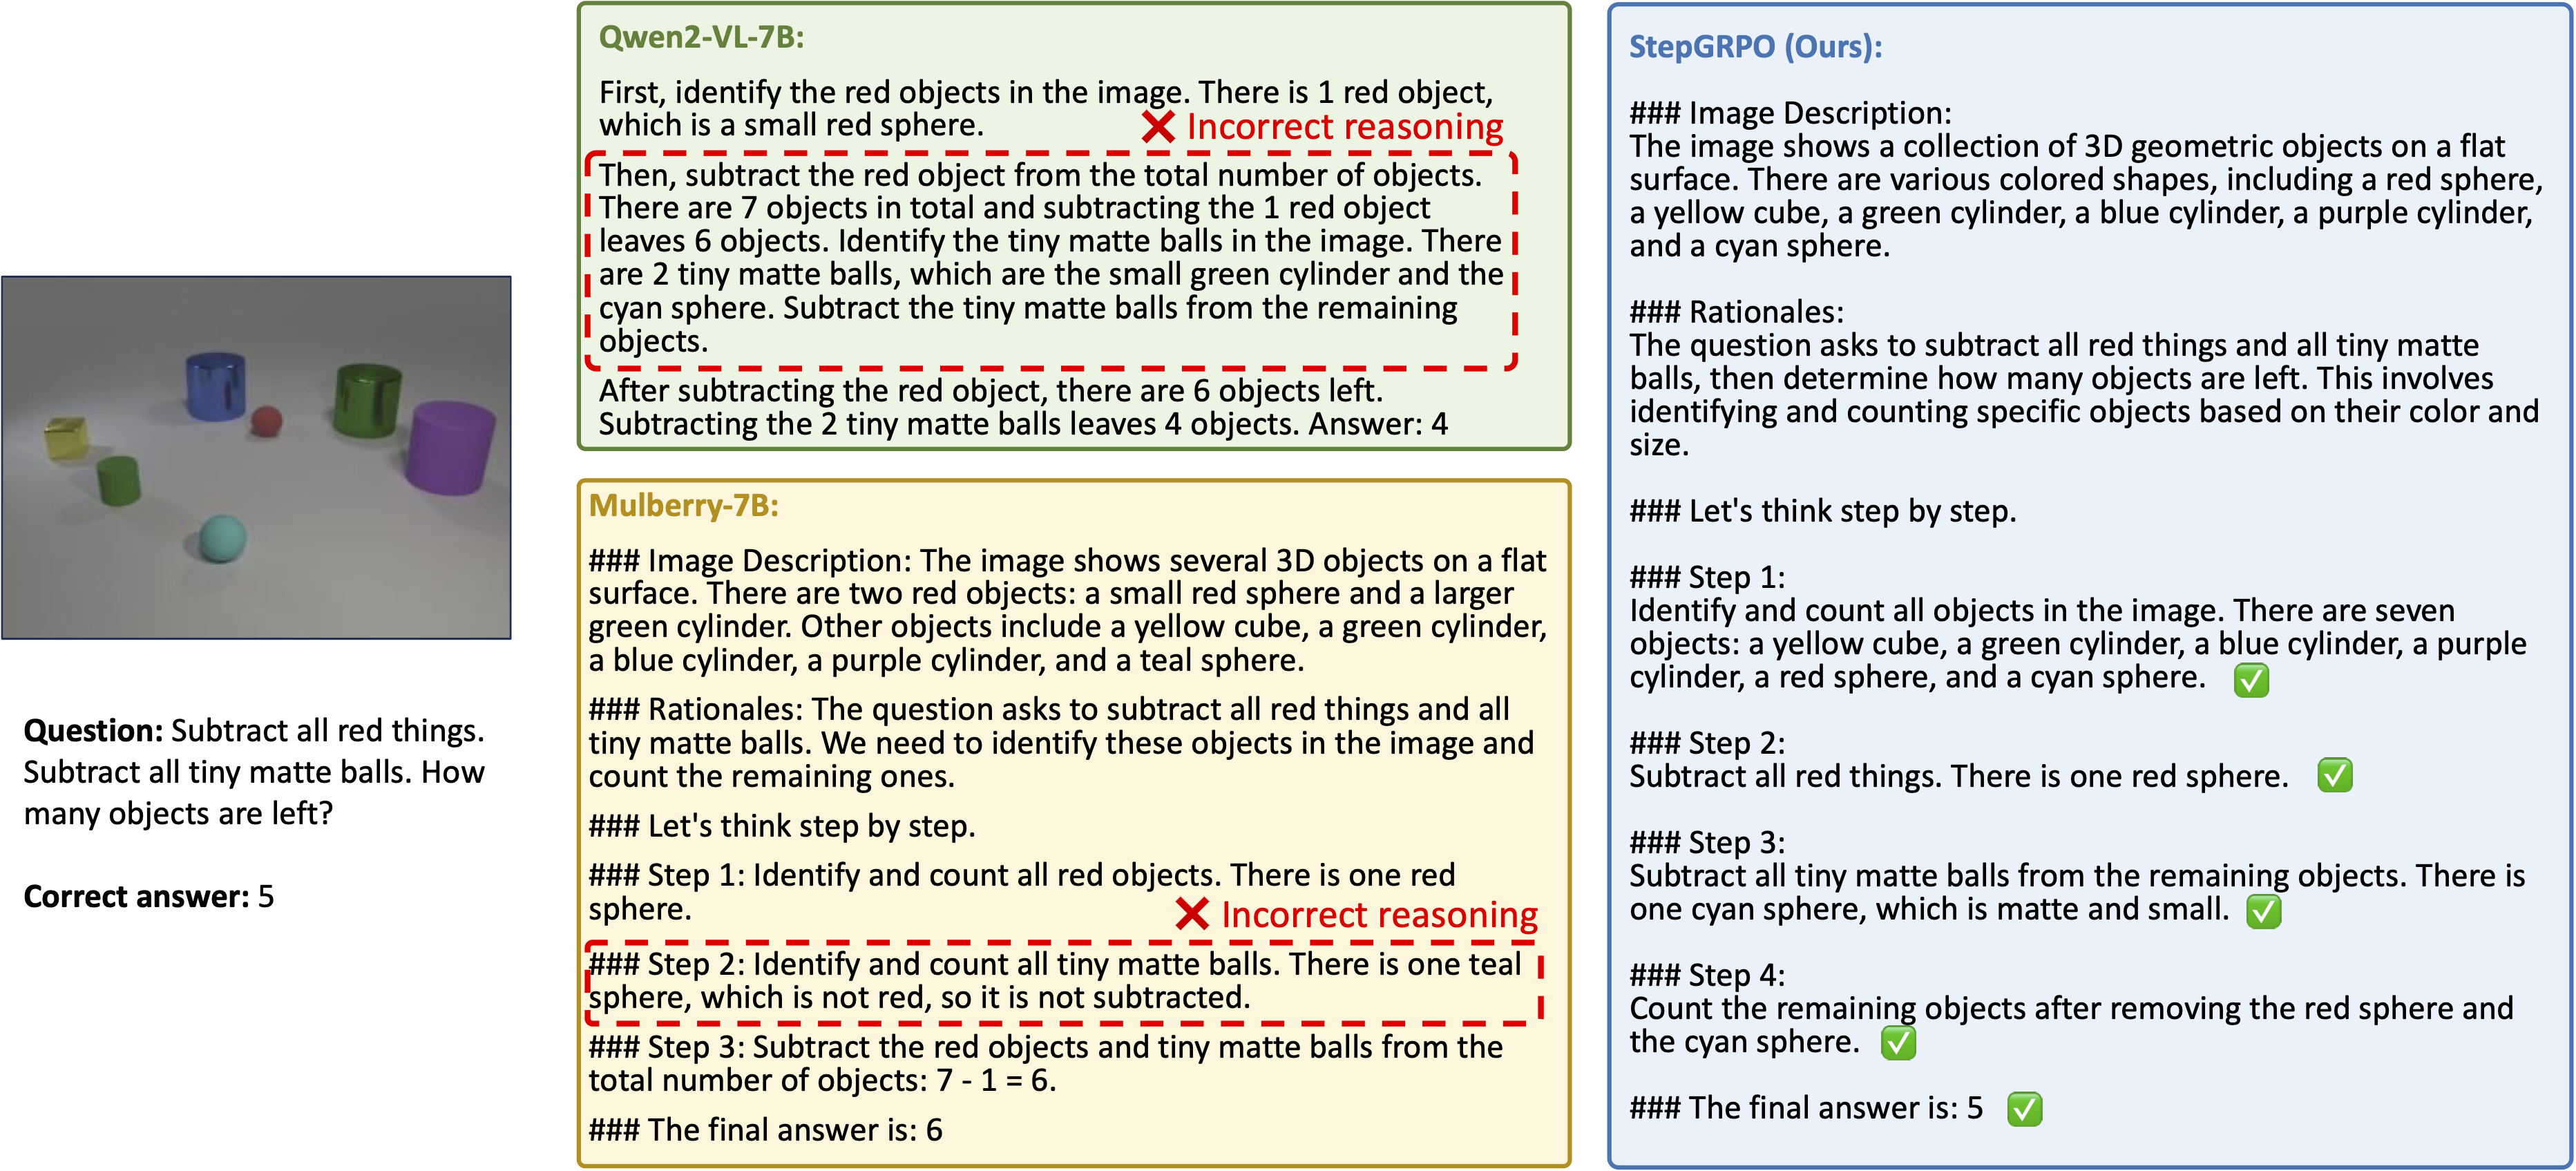 Question: Subtract all red things.
Subtract all tiny matte balls. How
many objects are left?
Correct answer: 5
Qwen2-VL-7B:
First, identify the red objects in the image. There is 1 red object,
which is a small red sphere.
❌ Incorrect reasoning
Then, subtract the red object from the total number of objects.
There are 7 objects in total and subtracting the 1 red object
leaves 6 objects. Identify the tiny matte balls in the image. There
are 2 tiny matte balls, which are the small green cylinder and the
cyan sphere. Subtract the tiny matte balls from the remaining
objects.
After subtracting the red object, there are 6 objects left.
Subtracting the 2 tiny matte balls leaves 4 objects. Answer: 4
Mulberry-7B:
### Image Description: The image shows several 3D objects on a flat
surface. There are two red objects: a small red sphere and a larger
green cylinder. Other objects include a yellow cube, a green cylinder,
a blue cylinder, a purple cylinder, and a teal sphere.
### Rationales: The question asks to subtract all red things and all
tiny matte balls. We need to identify these objects in the image and
count the remaining ones.
### Let's think step by step.
### Step 1: Identify and count all red objects. There is one red
sphere.
❌ Incorrect reasoning
### Step 2: Identify and count all tiny matte balls. There is one teal
sphere, which is not red, so it is not subtracted.
### Step 3: Subtract the red objects and tiny matte balls from the
total number of objects: 7 - 1 = 6.
### The final answer is: 6
StepGRPO (Ours):
### Image Description:
The image shows a collection of 3D geometric objects on a flat
surface. There are various colored shapes, including a red sphere,
a yellow cube, a green cylinder, a blue cylinder, a purple cylinder,
and a cyan sphere.
### Rationales:
The question asks to subtract all red things and all tiny matte
balls, then determine how many objects are left. This involves
identifying and counting specific objects based on their color and
size.
### Let's think step by step.
### Step 1:
Identify and count all objects in the image. There are seven
objects: a yellow cube, a green cylinder, a blue cylinder, a purple
cylinder, a red sphere, and a cyan sphere. ✅
### Step 2:
Subtract all red things. There is one red sphere. ✅
### Step 3:
Subtract all tiny matte balls from the remaining objects. There is
one cyan sphere, which is matte and small. ✅
### Step 4:
Count the remaining objects after removing the red sphere and
the cyan sphere. ✅
### The final answer is: 5 ✅